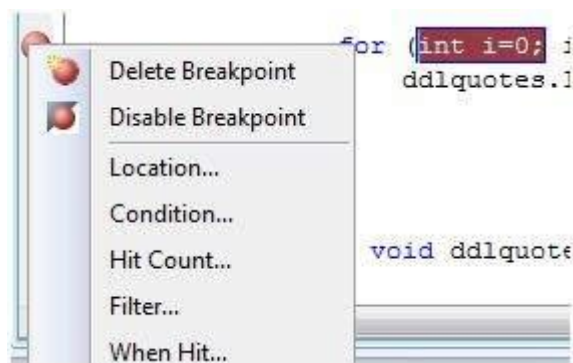 for (int i=0; i
ddlquotes.
Delete Breakpoint
Disable Breakpoint
Location...
Condition...
Hit Count...
void ddlquote
Filter...
When Hit...